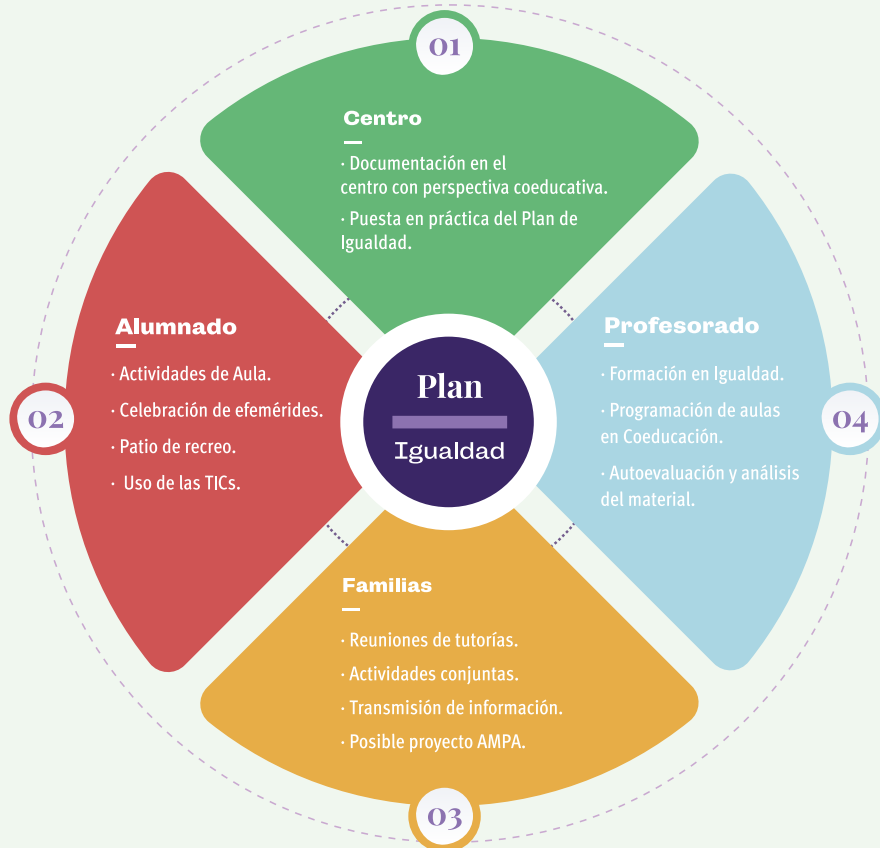 01
Centro
· Documentación en el
centro con perspectiva coeducativa.
· Puesta en práctica del Plan de
Igualdad.
02
Alumnado
· Actividades de Aula.
· Celebración de efemérides.
· Patio de recreo.
· Uso de las TICs.
Plan
Igualdad
Profesorado
· Formación en Igualdad.
· Programación de aulas
en Coeducación.
· Autoevaluación y análisis
del material.
04
Familias
· Reuniones de tutorías.
· Actividades conjuntas.
· Transmisión de información.
· Posible proyecto AMPA.
03